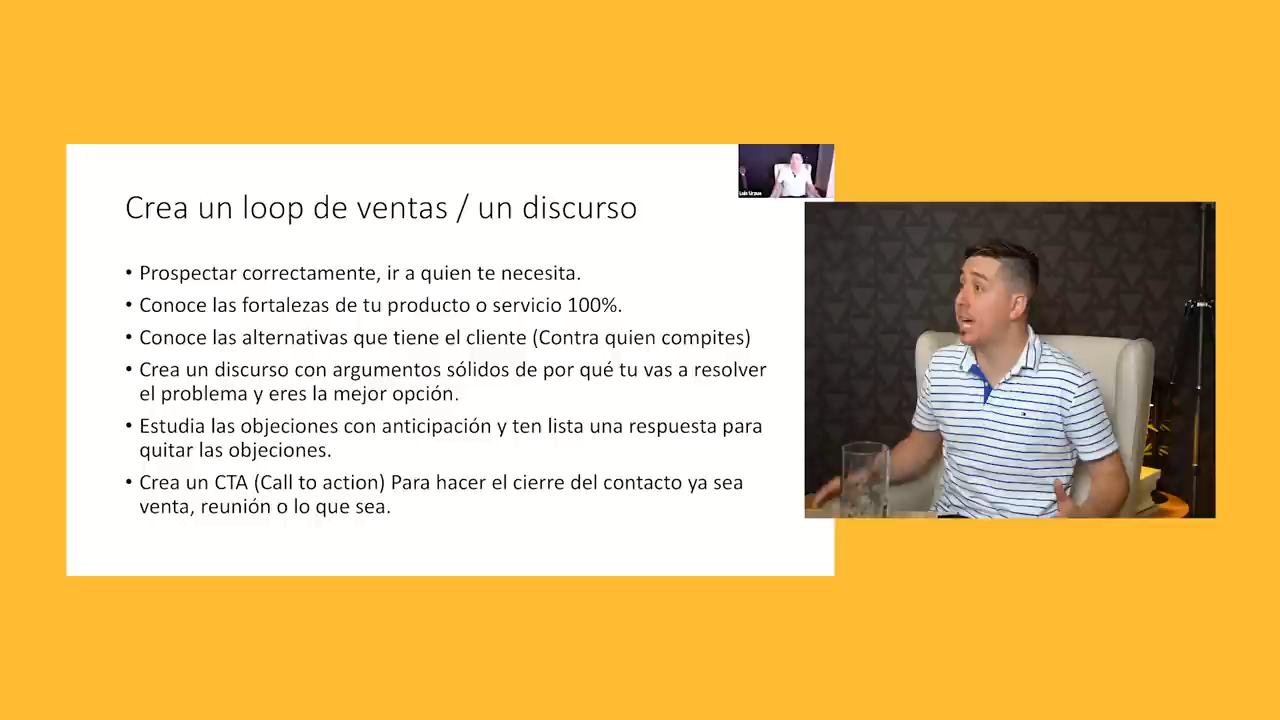 Crea un loop de ventas / un discurso
• Prospectar correctamente, ir a quien te necesita.
• Conoce las fortalezas de tu producto o servicio 100%.
• Conoce las alternativas que tiene el cliente (Contra quien compites)
• Crea un discurso con argumentos sólidos de por qué tu vas a resolver
el problema y eres la mejor opción.
• Estudia las objeciones con anticipación y ten lista una respuesta para
quitar las objeciones.
• Crea un CTA (Call to action) Para hacer el cierre del contacto ya sea
venta, reunión o lo que sea.